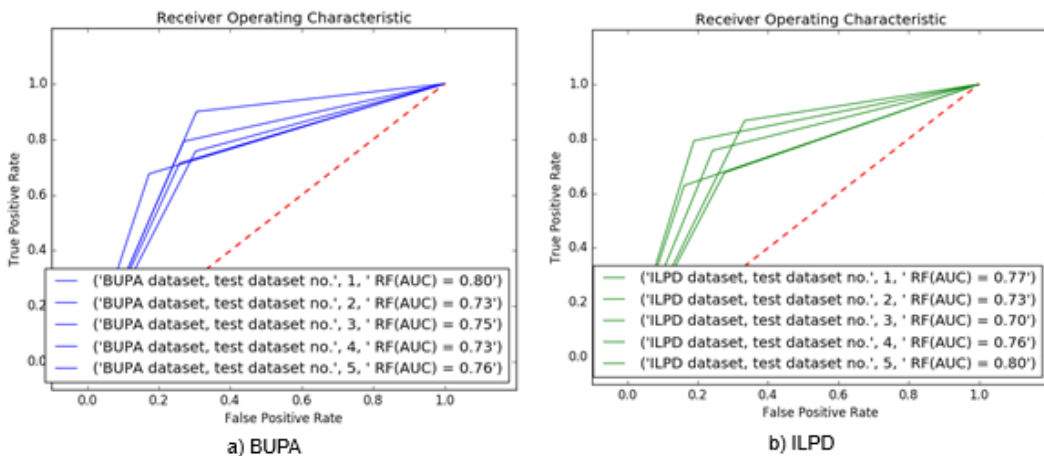 Receiver Operating Characteristic
1.0
0.8
0.6
0.4
0.2
0.0
True Positive Rate
('BUPA dataset, test dataset no.', 1, ' RF(AUC) = 0.80')
('BUPA dataset, test dataset no.', 2, ' RF(AUC) = 0.73')
('BUPA dataset, test dataset no.', 3, ' RF(AUC) = 0.75')
('BUPA dataset, test dataset no.', 4, ' RF(AUC) = 0.73')
('BUPA dataset, test dataset no.', 5, ' RF(AUC) = 0.76')
0.0 0.2 0.4 0.6 0.8 1.0
False Positive Rate
a) BUPA
Receiver Operating Characteristic
1.0
0.8
0.6
0.4
0.2
0.0
True Positive Rate
('ILPD dataset, test dataset no.', 1, ' RF(AUC) = 0.77')
('ILPD dataset, test dataset no.', 2, ' RF(AUC) = 0.73')
('ILPD dataset, test dataset no.', 3, ' RF(AUC) = 0.70')
('ILPD dataset, test dataset no.', 4, ' RF(AUC) = 0.76')
('ILPD dataset, test dataset no.', 5, ' RF(AUC) = 0.80')
0.0 0.2 0.4 0.6 0.8 1.0
False Positive Rate
b) ILPD